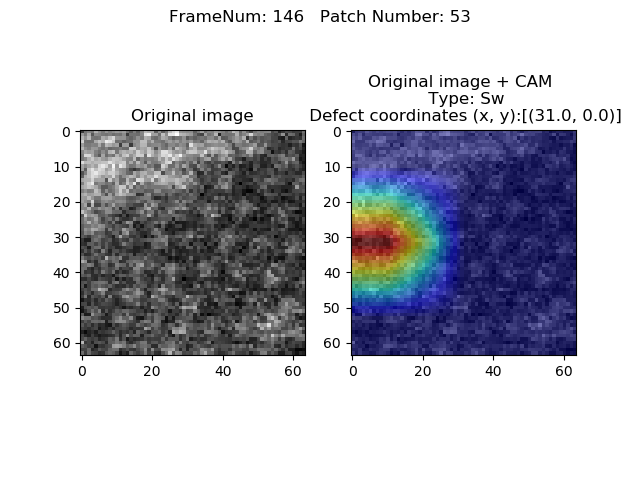 FrameNum: 146   Patch Number: 53
Original image
Original image + CAM
Type: Sw
Defect coordinates (x, y):[(31.0, 0.0)]
0
10
20
30
40
50
60
0 20 40 60
0
10
20
30
40
50
60
0 20 40 60